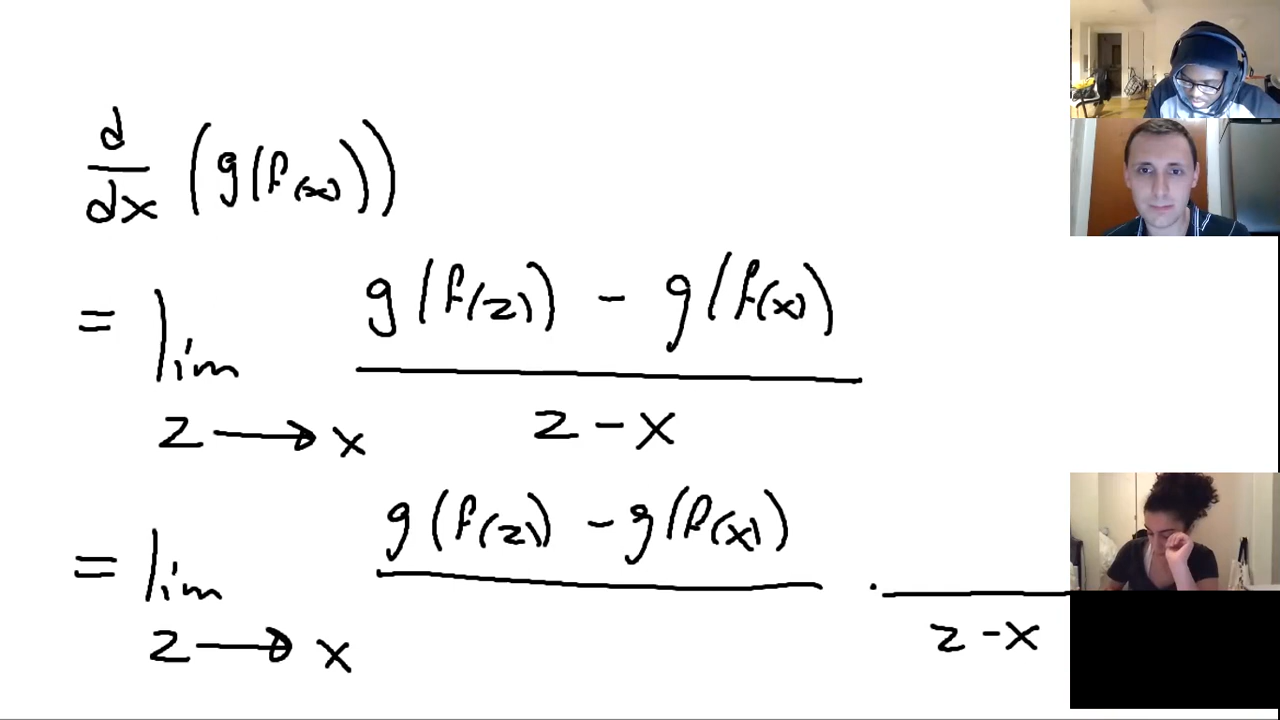 d
dx (g(f(x)))
= lim g(f(z)) - g(f(x))
z → x z - x
= lim g(f(z)) - g(f(x)) ·
z → x z - x